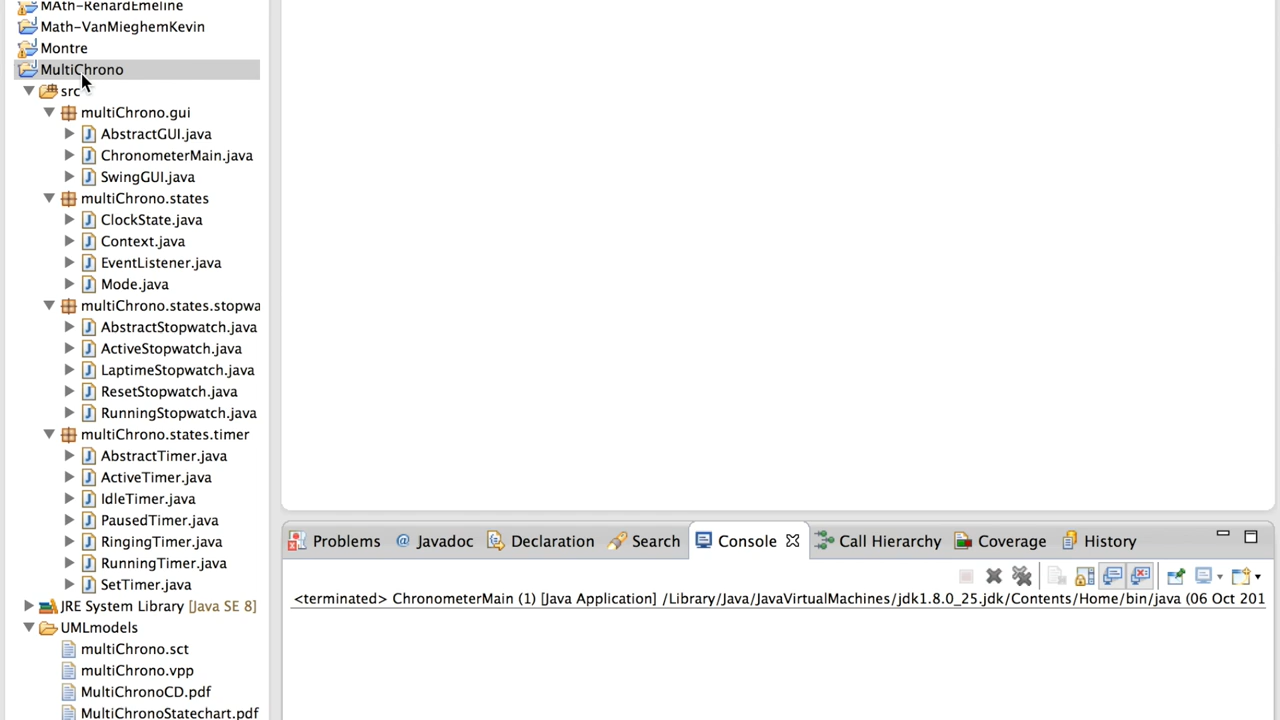 MAth-RenardEmeline
Math-VanMieghemKevin
Montre
MultiChrono
src
multiChrono.gui
AbstractGUI.java
ChronometerMain.java
SwingGUI.java
multiChrono.states
ClockState.java
Context.java
EventListener.java
Mode.java
multiChrono.states.stopwa
AbstractStopwatch.java
ActiveStopwatch.java
LaptimeStopwatch.java
ResetStopwatch.java
RunningStopwatch.java
multiChrono.states.timer
AbstractTimer.java
ActiveTimer.java
IdleTimer.java
PausedTimer.java
RingingTimer.java
RunningTimer.java
SetTimer.java
JRE System Library [Java SE 8]
UMLmodels
multiChrono.sct
multiChrono.vpp
MultiChronoCD.pdf
MultiChronoStatechart.pdf
Problems @ Javadoc Declaration Search Console Call Hierarchy Coverage History
<terminated> ChronometerMain (1) [Java Application] /Library/Java/JavaVirtualMachines/jdk1.8.0_25.jdk/Contents/Home/bin/java (06 Oct 201